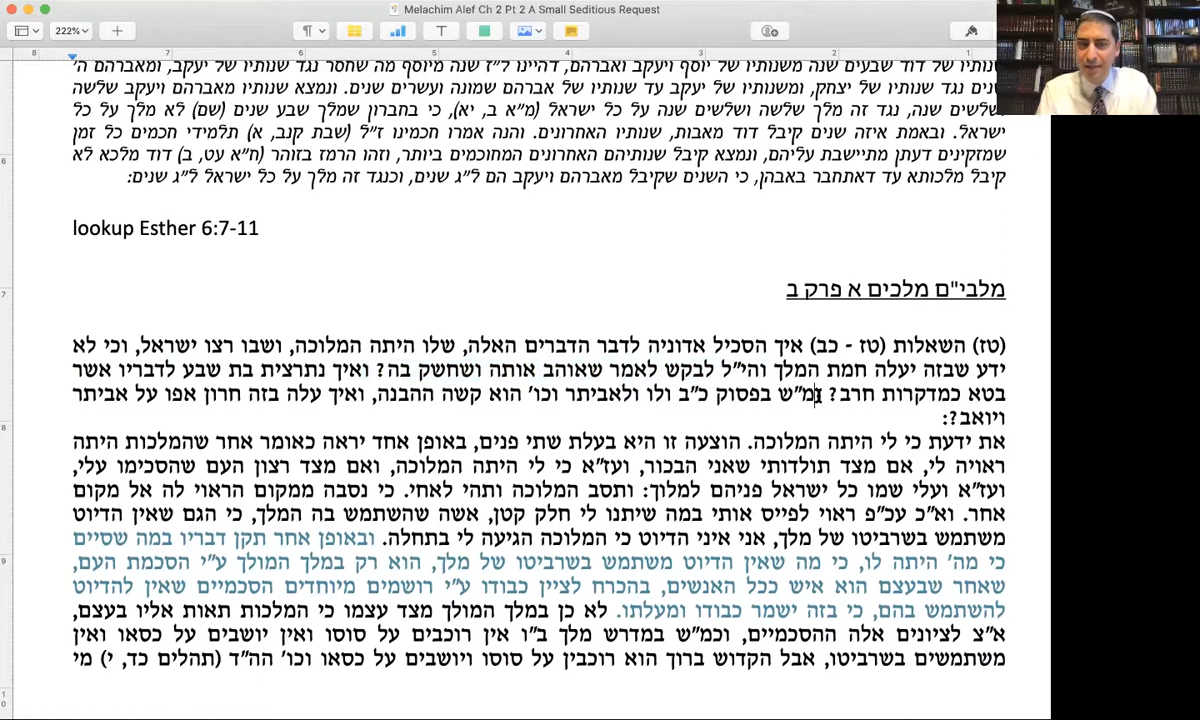 Melachim Alef Ch 2 Pt 2 A Small Seditious Request
222%
8 7 6 5 4 3 2 1
שנותיו של דוד שבעים שנה משנותיו של יוסף ויעקב ואברהם, דהיינו ל״ז שנה מיוסף מה שחסר נגד שנותיו של יעקב, ומאברהם ה׳
שנים נגד שנותיו של יצחק, ומשנותיו של יעקב עד שנותיו של אברהם שמונה ועשרים שנים. ונמצא שנותיו מאברהם ויעקב שלשה
ושלשים שנה, נגד זה מלך שלשה ושלשים שנה על כל ישראל (מ״א ב, יא), כי בחברון שמלך שבע שנים (שם) לא מלך על כל
ישראל. ובאמת איזה שנים קיבל דוד מאבות, שנותיו האחרונים. והנה אמרו חכמינו ז״ל (שבת קנב, א) תלמידי חכמים כל זמן
שמזקינים דעתן מתיישבת עליהם, ונמצא קיבל שנותיהם האחרונים המחוכמים ביותר, וזהו הרמז בזוהר (ח״א עט, ב) דוד מלכא לא
קיבל מלכותא עד דאתחבר באבהן, כי השנים שקיבל מאברהם ויעקב הם ל״ג שנים, וכנגד זה מלך על כל ישראל ל״ג שנים:
lookup Esther 6:7-11
מלבי"ם מלכים א פרק ב
(טז) השאלות (טז - כב) איך הסכיל אדוניה לדבר הדברים האלה, שלו היתה המלוכה, ושבו רצו ישראל, וכי לא
ידע שבזה יעלה חמת המלך והי״ל לבקש לאמר שאוהב אותה ושחשק בה? ואיך נתרצית בת שבע לדבריו אשר
בטא כמדקרות חרב? ומ״ש בפסוק כ״ב ולו ולאביתר וכו׳ הוא קשה ההבנה, ואיך עלה בזה חרון אפו על אביתר
ויואב?:
את ידעת כי לי היתה המלוכה. הוצעה זו היא בעלת שתי פנים, באופן אחד יראה כאומר אחר שהמלכות היתה
ראויה לי, אם מצד תולדותי שאני הבכור, ועז״א כי לי היתה המלוכה, ואם מצד רצון העם שהסכימו עלי,
ועז״א ועלי שמו כל ישראל פניהם למלוך: ותסב המלוכה ותהי לאחי. כי נסבה ממקום הראוי לה אל מקום
אחר. וא״כ עכ״פ ראוי לפייס אותי במה שיתנו לי חלק קטן, אשה שהשתמש בה המלך, כי הגם שאין הדיוט
משתמש בשרביטו של מלך, אני איני הדיוט כי המלוכה הגיעה לי בתחלה. ובאופן אחר תקן דבריו במה שסיים
כי מה׳ היתה לו, כי מה שאין הדיוט משתמש בשרביטו של מלך, הוא רק במלך המולך ע״י הסכמת העם,
שאחר שבעצם הוא איש ככל האנשים, בהכרח לציין כבודו ע״י רושמים מיוחדים הסכמיים שאין להדיוט
להשתמש בהם, כי בזה ישמר כבודו ומעלתו. לא כן במלך המולך מצד עצמו כי המלכות תאות אליו בעצם,
א״צ לציונים אלה ההסכמיים, וכמ״ש במדרש מלך ב״ו אין רוכבים על סוסו ואין יושבים על כסאו ואין
משתמשים בשרביטו, אבל הקדוש ברוך הוא רוכבין על סוסו ויושבים על כסאו וכו׳ הה״ד (תהלים כד, י) מי
6
7
8
9
10